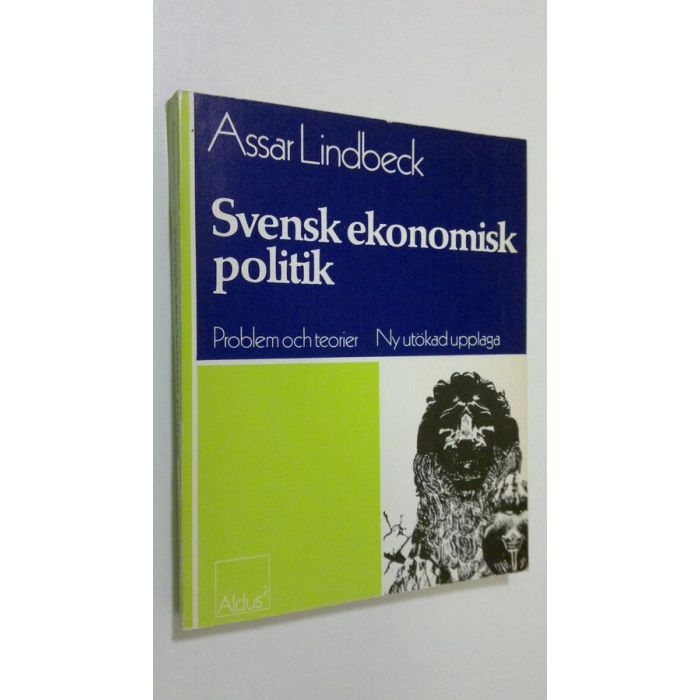 Assar Lindbeck
Svensk ekonomisk
politik
Problem och teorier Ny utökad upplaga
Aldus²